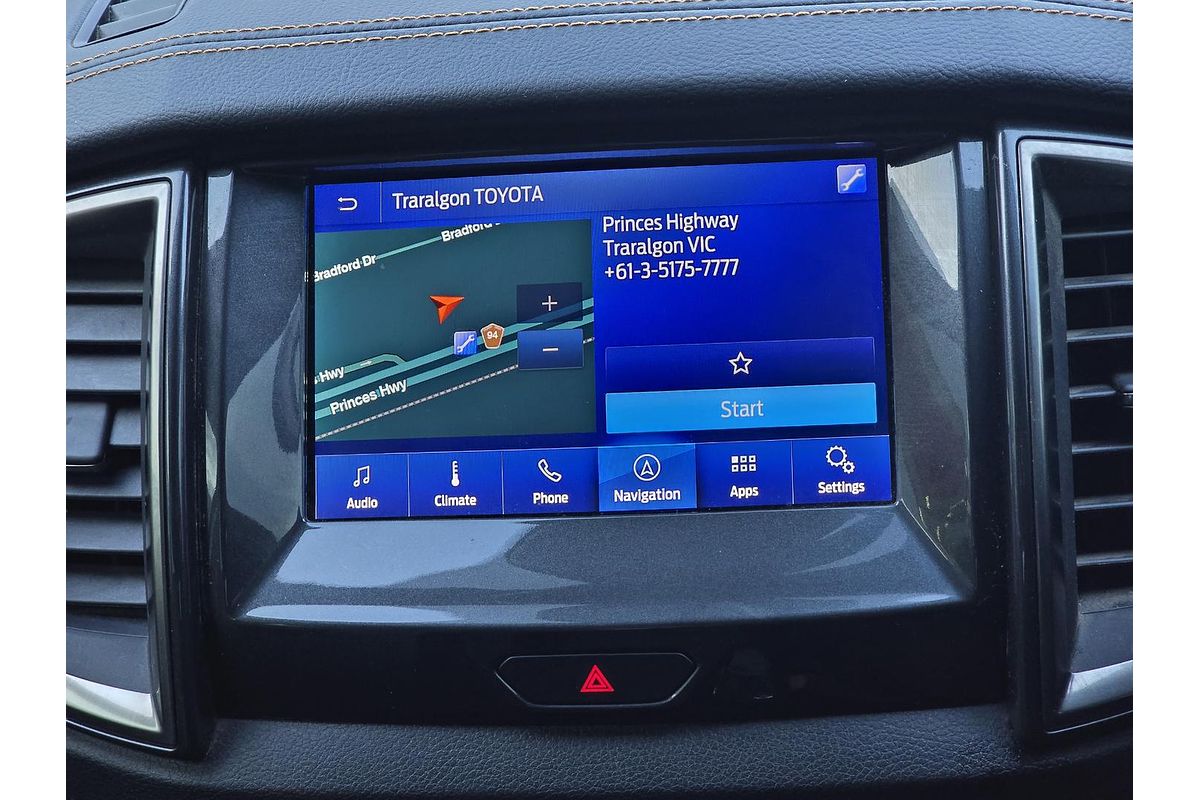 Traralgon TOYOTA
Princes Highway
Traralgon VIC
+61-3-5175-7777
Bradford
Bradford Dr
94
Hwy
Princes Hwy
Start
Audio
Climate
Phone
Navigation
Apps
Settings